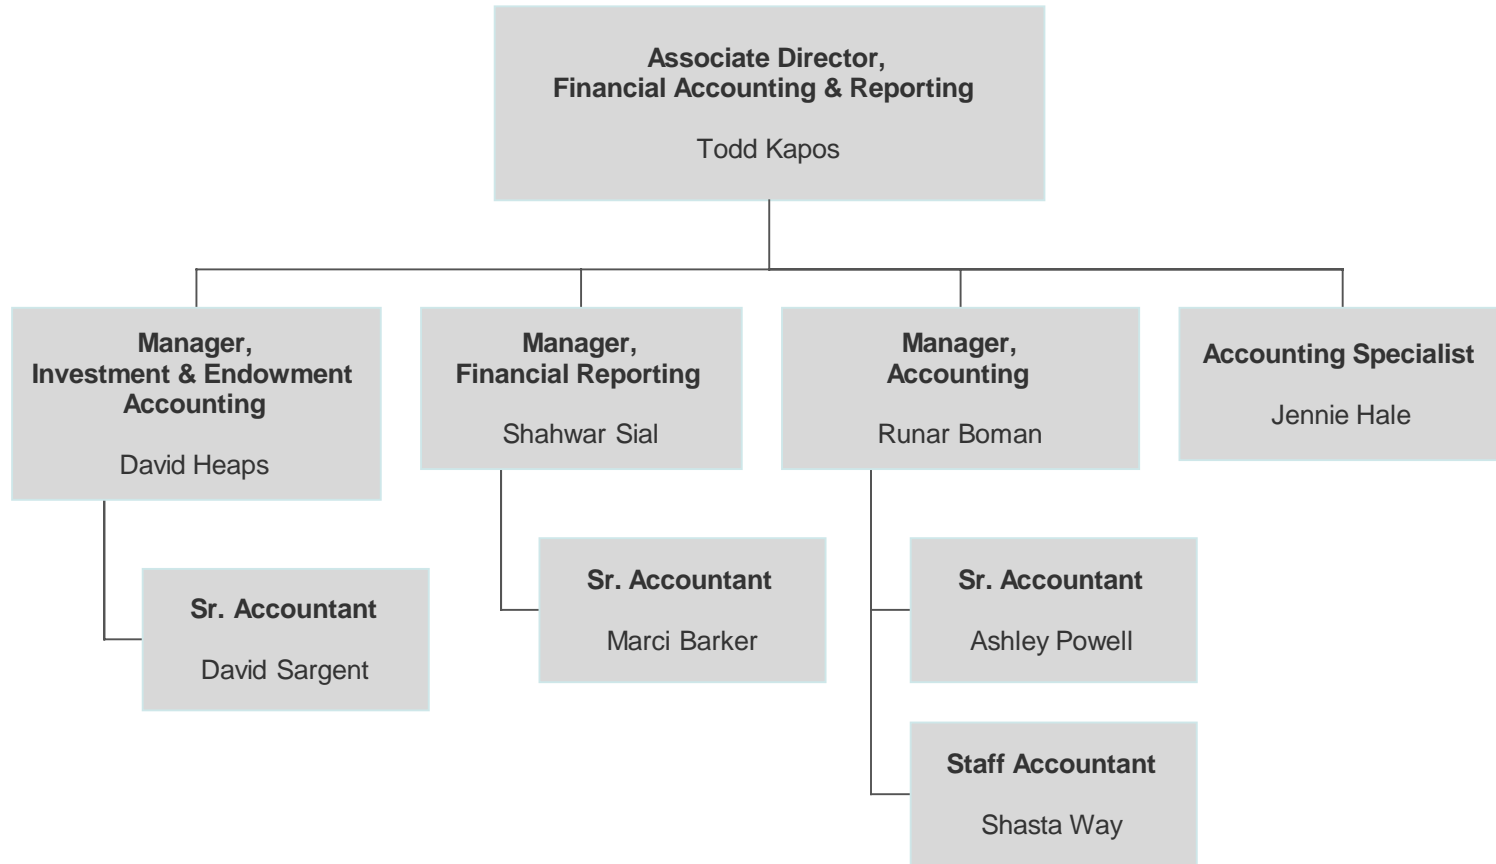 Associate Director,
Financial Accounting & Reporting
Todd Kapos
Manager,
Investment & Endowment
Accounting
David Heaps
Manager,
Financial Reporting
Shahwar Sial
Manager,
Accounting
Runar Boman
Accounting Specialist
Jennie Hale
Sr. Accountant
David Sargent
Sr. Accountant
Marci Barker
Sr. Accountant
Ashley Powell
Staff Accountant
Shasta Way